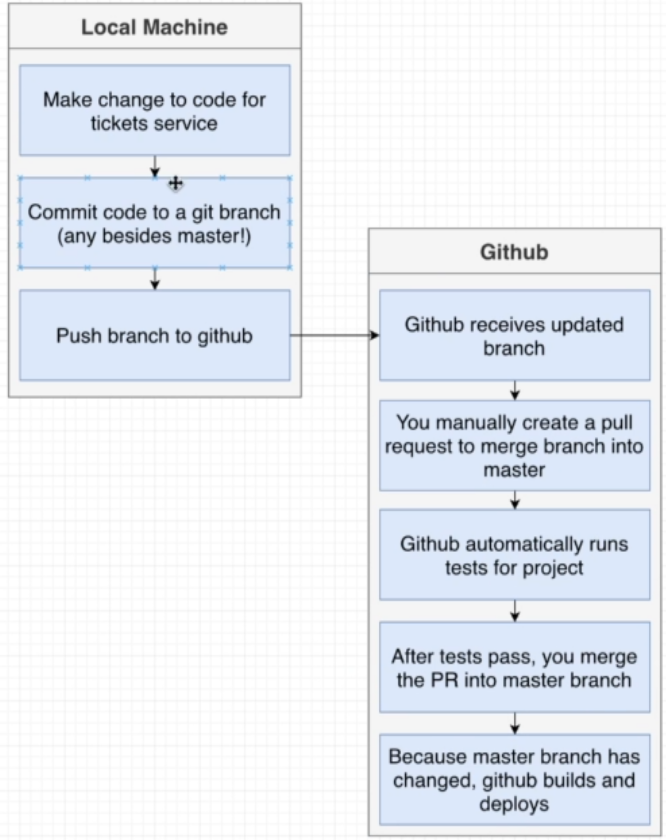 Local Machine
Make change to code for
tickets service
Commit code to a git branch
(any besides master!)
Push branch to github
Github
Github receives updated
branch
You manually create a pull
request to merge branch into
master
Github automatically runs
tests for project
After tests pass, you merge
the PR into master branch
Because master branch has
changed, github builds and
deploys